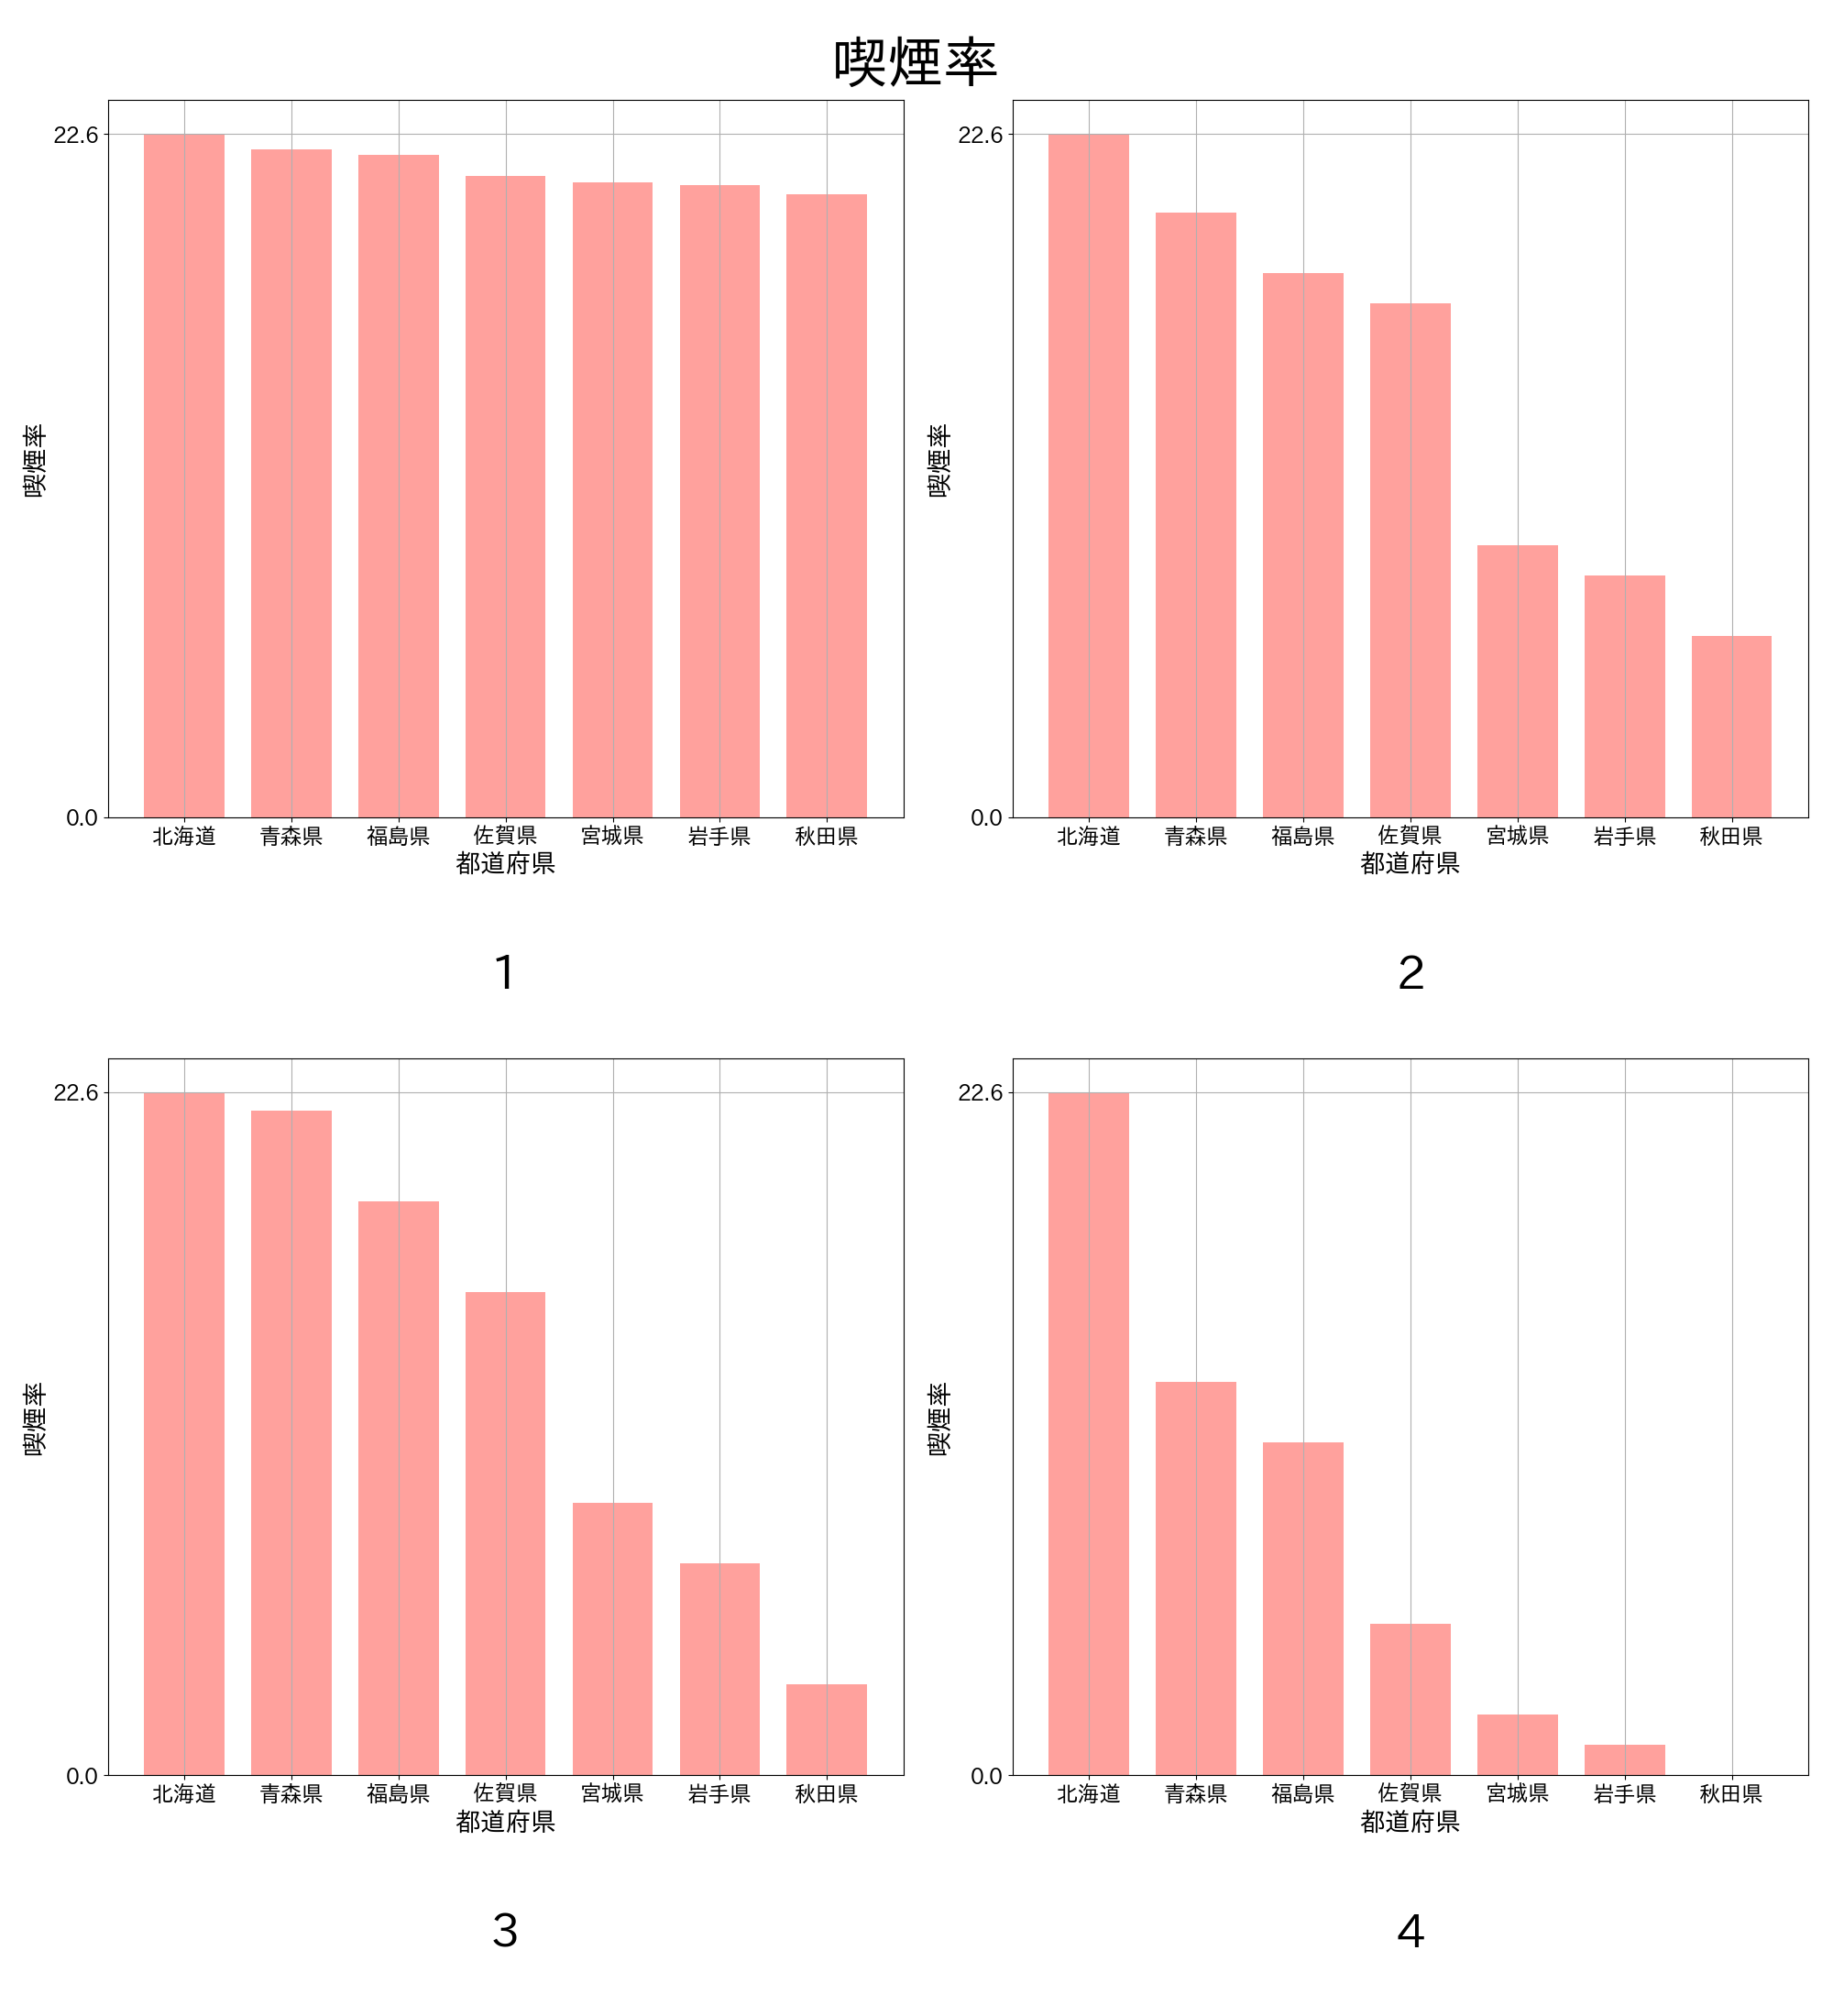 喫煙率
喫煙率
22.6
0.0
北海道 青森県 福島県 佐賀県 宮城県 岩手県 秋田県
都道府県
1
喫煙率
22.6
0.0
北海道 青森県 福島県 佐賀県 宮城県 岩手県 秋田県
都道府県
2
喫煙率
22.6
0.0
北海道 青森県 福島県 佐賀県 宮城県 岩手県 秋田県
都道府県
3
喫煙率
22.6
0.0
北海道 青森県 福島県 佐賀県 宮城県 岩手県 秋田県
都道府県
4